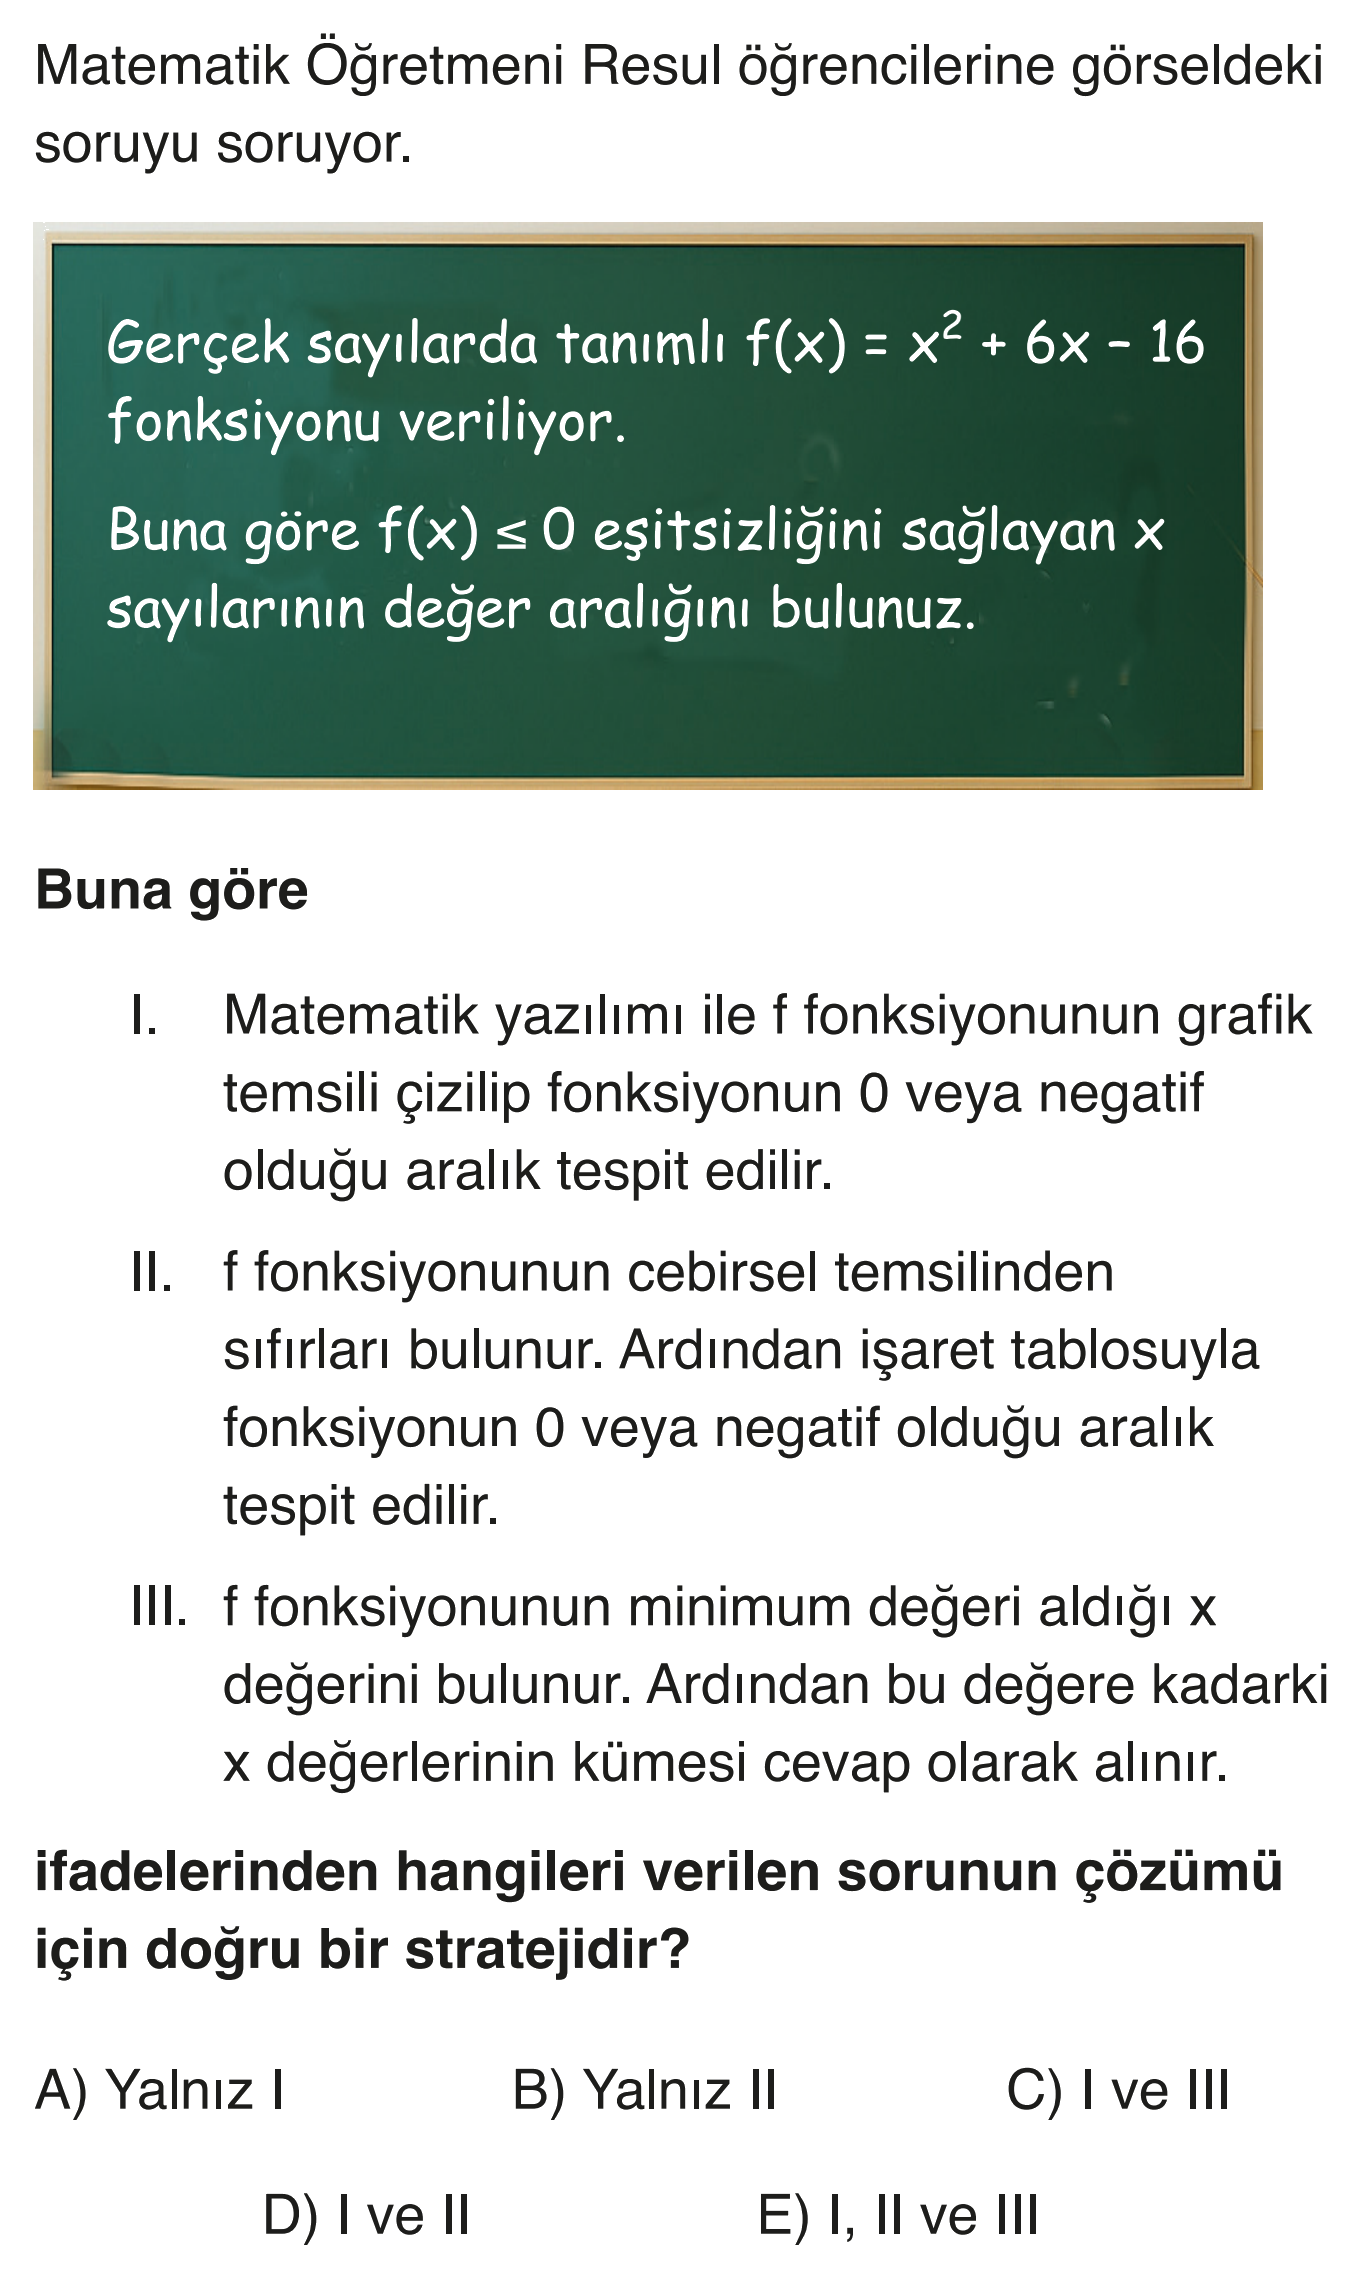 Matematik Öğretmeni Resul öğrencilerine görseldeki
soruyu soruyor.
Gerçek sayılarda tanımlı f(x) = x² + 6x – 16
fonksiyonu veriliyor.
Buna göre f(x) ≤ 0 eşitsizliğini sağlayan x
sayılarının değer aralığını bulunuz.
Buna göre
I. Matematik yazılımı ile f fonksiyonunun grafik
temsili çizilip fonksiyonun 0 veya negatif
olduğu aralık tespit edilir.
II. f fonksiyonunun cebirsel temsilinden
sıfırları bulunur. Ardından işaret tablosuyla
fonksiyonun 0 veya negatif olduğu aralık
tespit edilir.
III. f fonksiyonunun minimum değeri aldığı x
değerini bulunur. Ardından bu değere kadarki
x değerlerinin kümesi cevap olarak alınır.
ifadelerinden hangileri verilen sorunun çözümü
için doğru bir stratejidir?
A) Yalnız I B) Yalnız II C) I ve III
D) I ve II E) I, II ve III